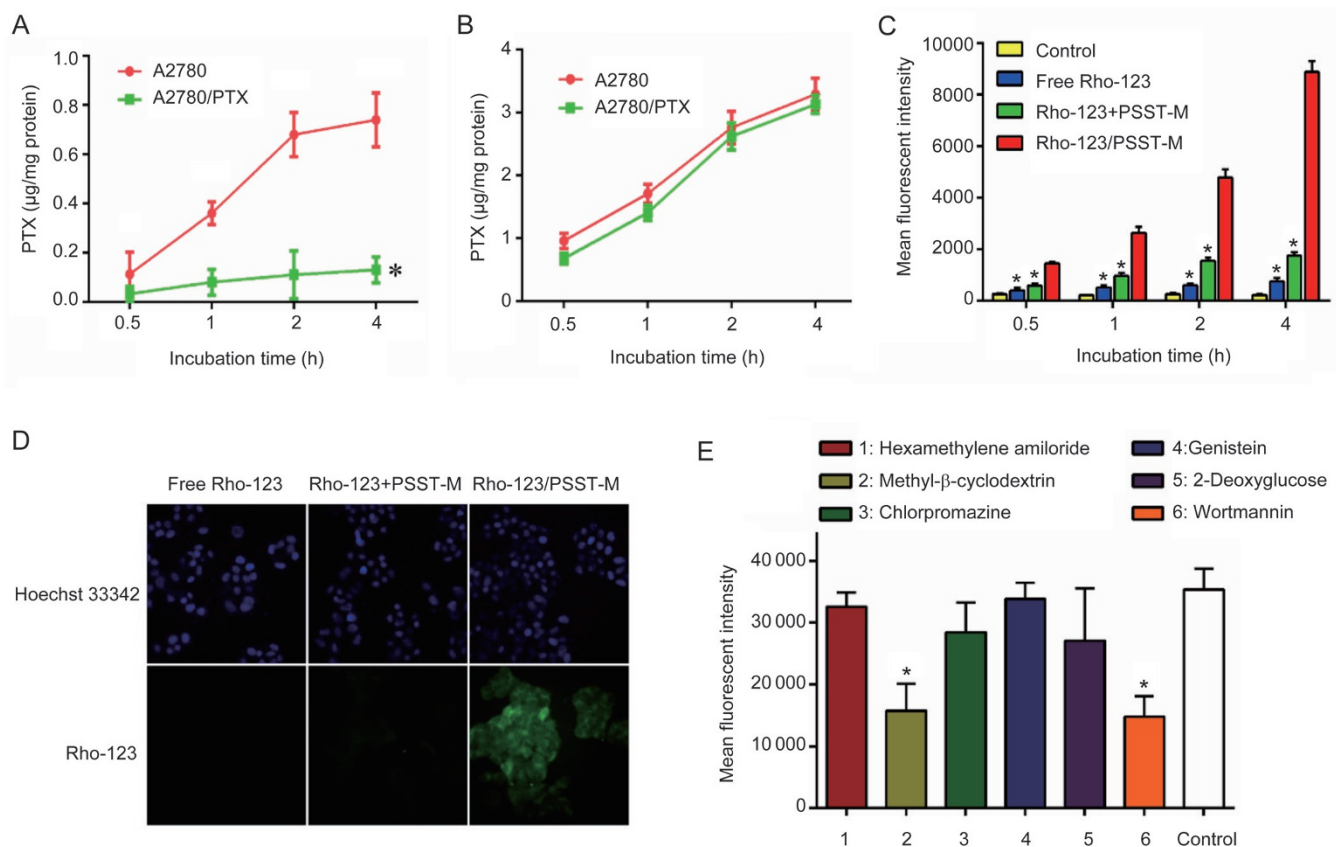 A
A2780
A2780/PTX
PTX (µg/mg protein)
1.0
0.8
0.6
0.4
0.2
0.0
*
0.5 1 2 4
Incubation time (h)
B
A2780
A2780/PTX
PTX (µg/mg protein)
4
3
2
1
0
0.5 1 2 4
Incubation time (h)
C
Control
Free Rho-123
Rho-123+PSST-M
Rho-123/PSST-M
Mean fluorescent intensity
10000
8000
6000
4000
2000
0
* * * * * * * *
0.5 1 2 4
Incubation time (h)
D
Free Rho-123 Rho-123+PSST-M Rho-123/PSST-M
Hoechst 33342
Rho-123
E
1: Hexamethylene amiloride
2: Methyl-β-cyclodextrin
3: Chlorpromazine
4:Genistein
5: 2-Deoxyglucose
6: Wortmannin
Mean fluorescent intensity
40 000
30 000
20 000
10 000
0
* *
1 2 3 4 5 6 Control